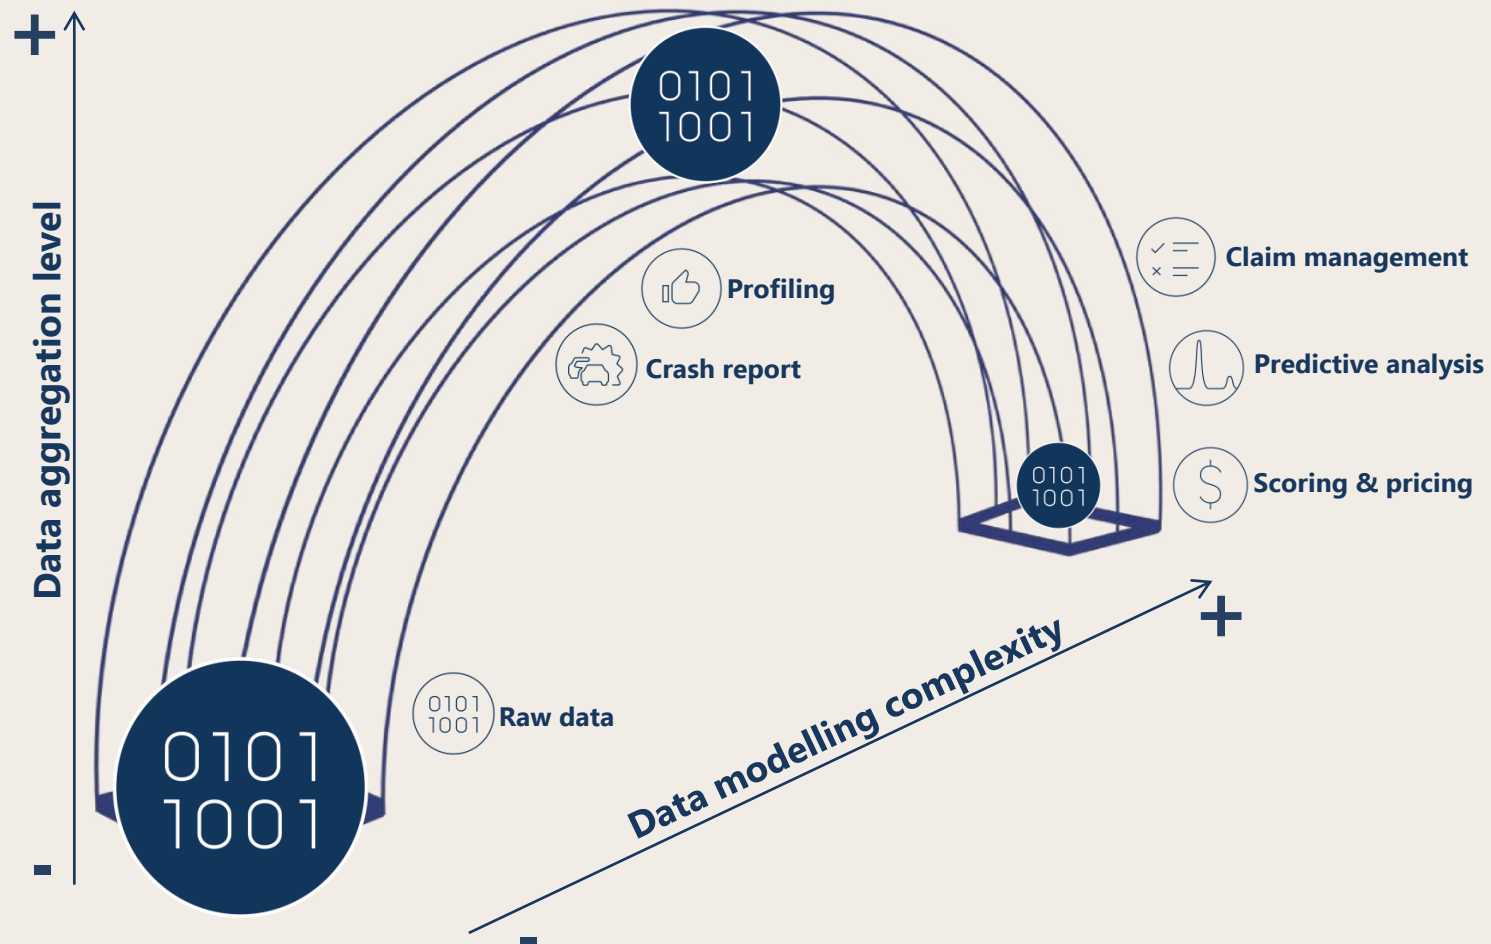 +
0101
1001
Data aggregation level
Claim management
Profiling
Predictive analysis
Crash report
0101
1001
Scoring & pricing
+
Data modelling complexity
0101
1001
Raw data
0101
1001
-
-